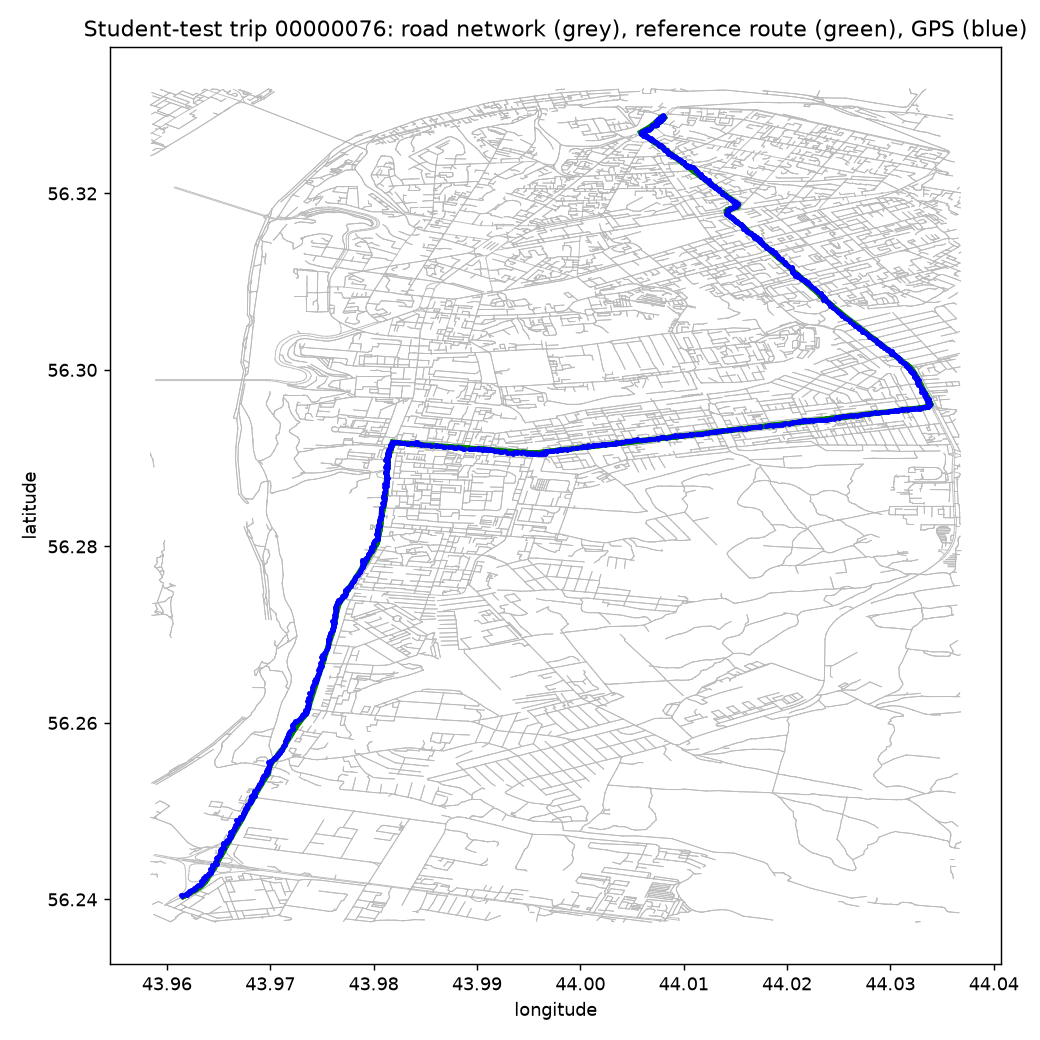 Student-test trip 00000076: road network (grey), reference route (green), GPS (blue)
56.32
56.30
56.28
56.26
56.24
latitude
43.96 43.97 43.98 43.99 44.00 44.01 44.02 44.03 44.04
longitude